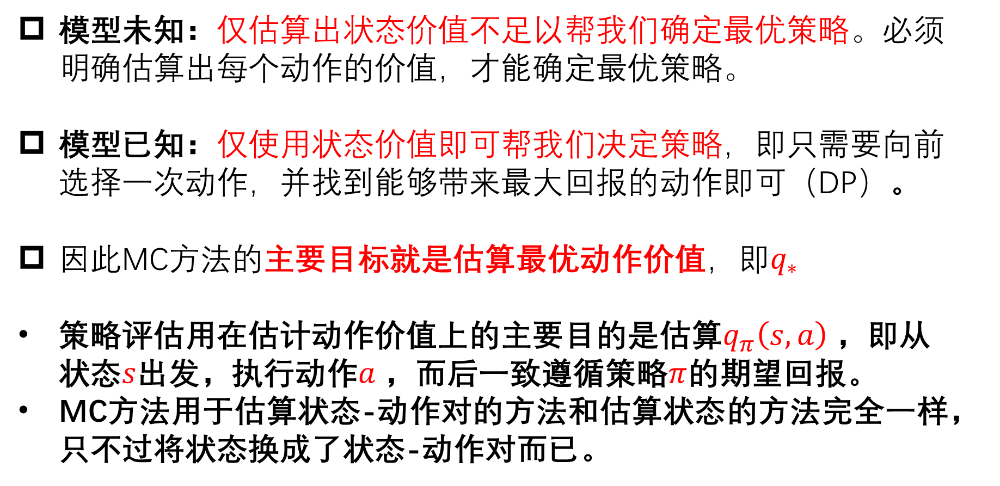 模型未知：仅估算出状态价值不足以帮我们确定最优策略。必须
明确估算出每个动作的价值，才能确定最优策略。
模型已知：仅使用状态价值即可帮我们决定策略，即只需要向前
选择一次动作，并找到能够带来最大回报的动作即可（DP）。
因此MC方法的主要目标就是估算最优动作价值，即q*
• 策略评估用在估计动作价值上的主要目的是估算qπ(s,a)，即从
状态s出发，执行动作a，而后一致遵循策略π的期望回报。
• MC方法用于估算状态-动作对的方法和估算状态的方法完全一样，
只不过将状态换成了状态-动作对而已。